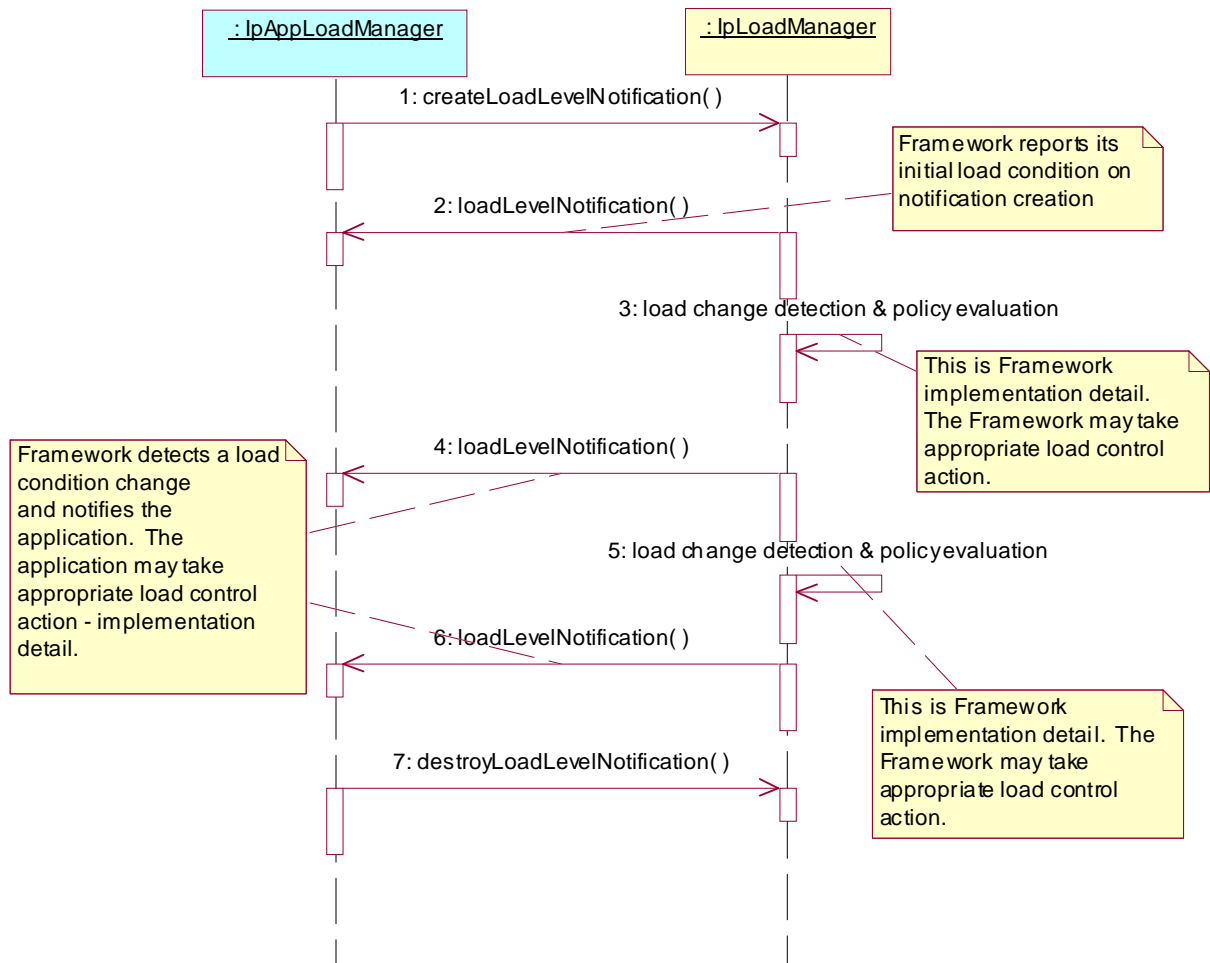 : IpAppLoadManager
: IpLoadManager
1: createLoadLevelNotification( )
Framework reports its
initial load condition on
notification creation
2: loadLevelNotification( )
3: load change detection & policy evaluation
This is Framework
implementation detail.
The Framework may take
appropriate load control
action.
4: loadLevelNotification( )
Framework detects a load
condition change
and notifies the
application. The
application may take
appropriate load control
action - implementation
detail.
5: load change detection & policy evaluation
6: loadLevelNotification( )
This is Framework
implementation detail. The
Framework may take
appropriate load control
action.
7: destroyLoadLevelNotification( )